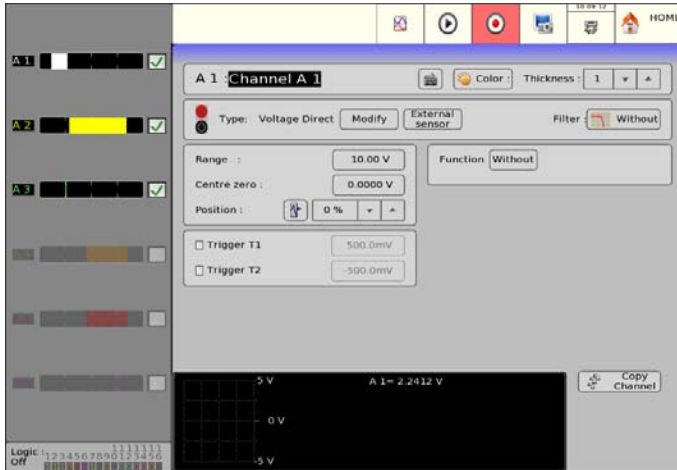 10 09 12
HOME
A 1
A 1 :Channel A 1
Color :
Thickness :
1
Type: Voltage Direct
Modify
External sensor
Filter :
Without
A 2
Range :
10.00 V
Function
Without
Centre zero :
0.0000 V
A 3
Position :
0 %
Trigger T1
500.0mV
Trigger T2
-500.0mV
5 V
A 1= 2.2412 V
Copy Channel
0 V
-5 V
Logic :
Off
1111111
1234567890123456